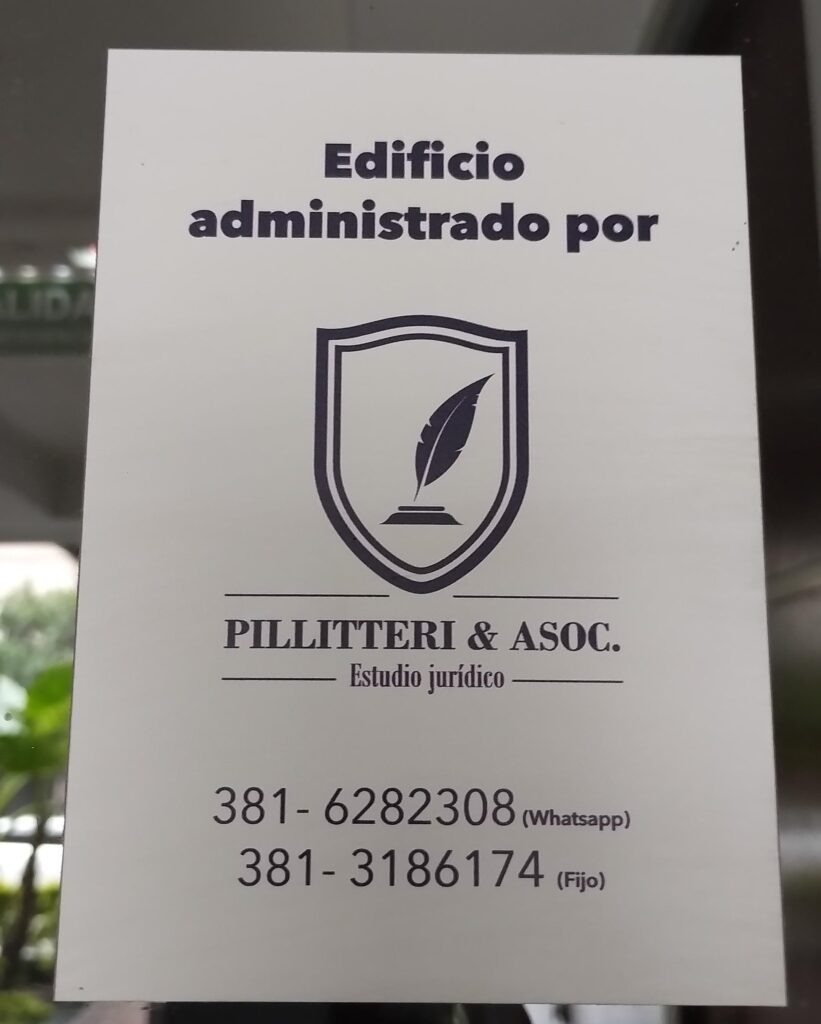 Edificio
administrado por
PILLITTERI & ASOC.
Estudio jurídico
381- 6282308 (Whatsapp)
381- 3186174 (Fijo)